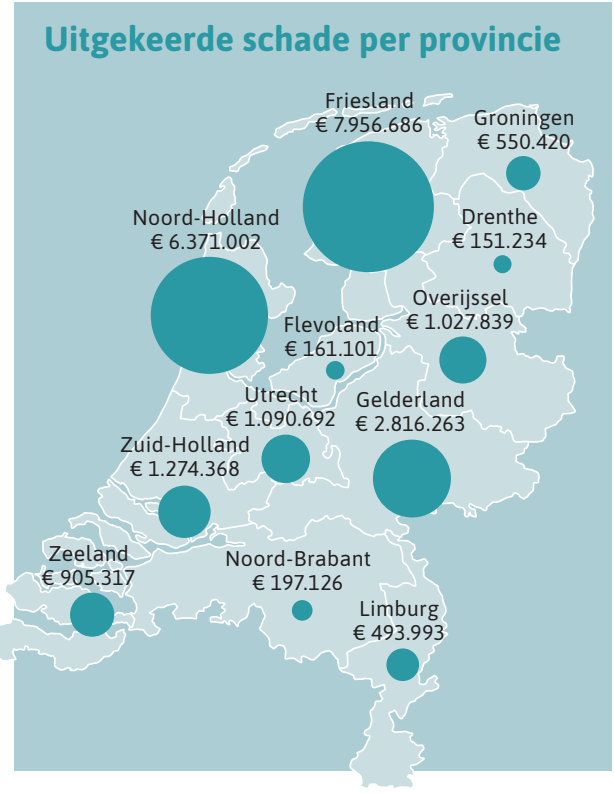 Uitgekeerde schade per provincie
Friesland
€ 7.956.686
Groningen
€ 550.420
Noord-Holland
€ 6.371.002
Drenthe
€ 151.234
Overijssel
€ 1.027.839
Flevoland
€ 161.101
Utrecht
€ 1.090.692
Gelderland
€ 2.816.263
Zuid-Holland
€ 1.274.368
Zeeland
€ 905.317
Noord-Brabant
€ 197.126
Limburg
€ 493.993